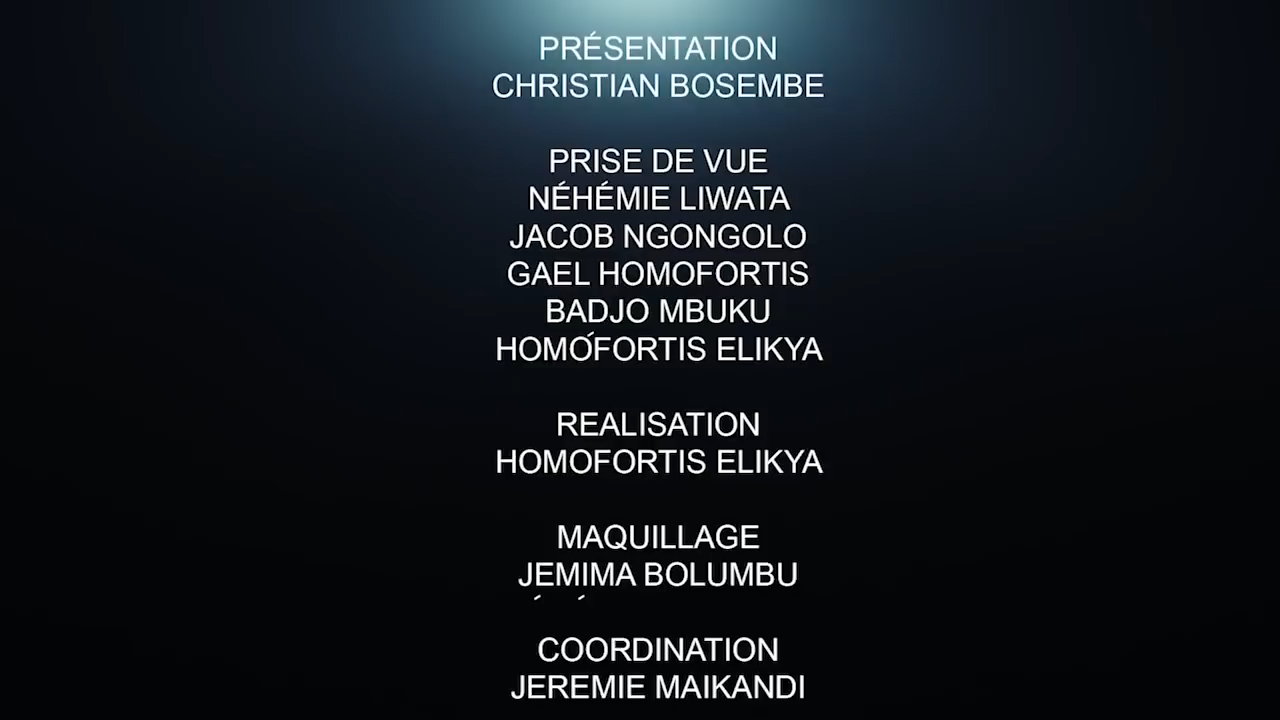 PRÉSENTATION
CHRISTIAN BOSEMBE
PRISE DE VUE
NÉHÉMIE LIWATA
JACOB NGONGOLO
GAEL HOMOFORTIS
BADJO MBUKU
HOMOFORTIS ELIKYA
REALISATION
HOMOFORTIS ELIKYA
MAQUILLAGE
JEMIMA BOLUMBU
COORDINATION
JEREMIE MAIKANDI